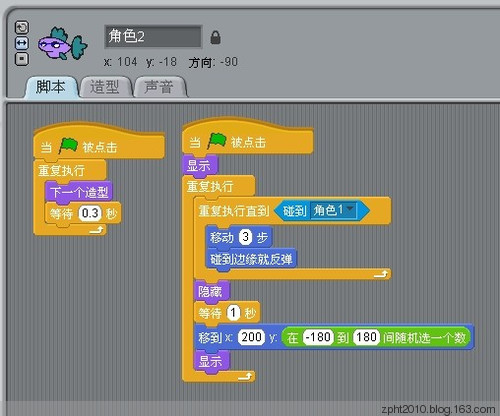 角色2
x: 104 y: -18 方向: -90
脚本 造型 声音
当 被点击
重复执行
下一个造型
等待 0.3 秒
当 被点击
显示
重复执行
重复执行直到 碰到 角色1
移动 3 步
碰到边缘就反弹
隐藏
等待 1 秒
移到 x: 200 y: 在 -180 到 180 间随机选一个数
显示
zpht2010.blog.163.com